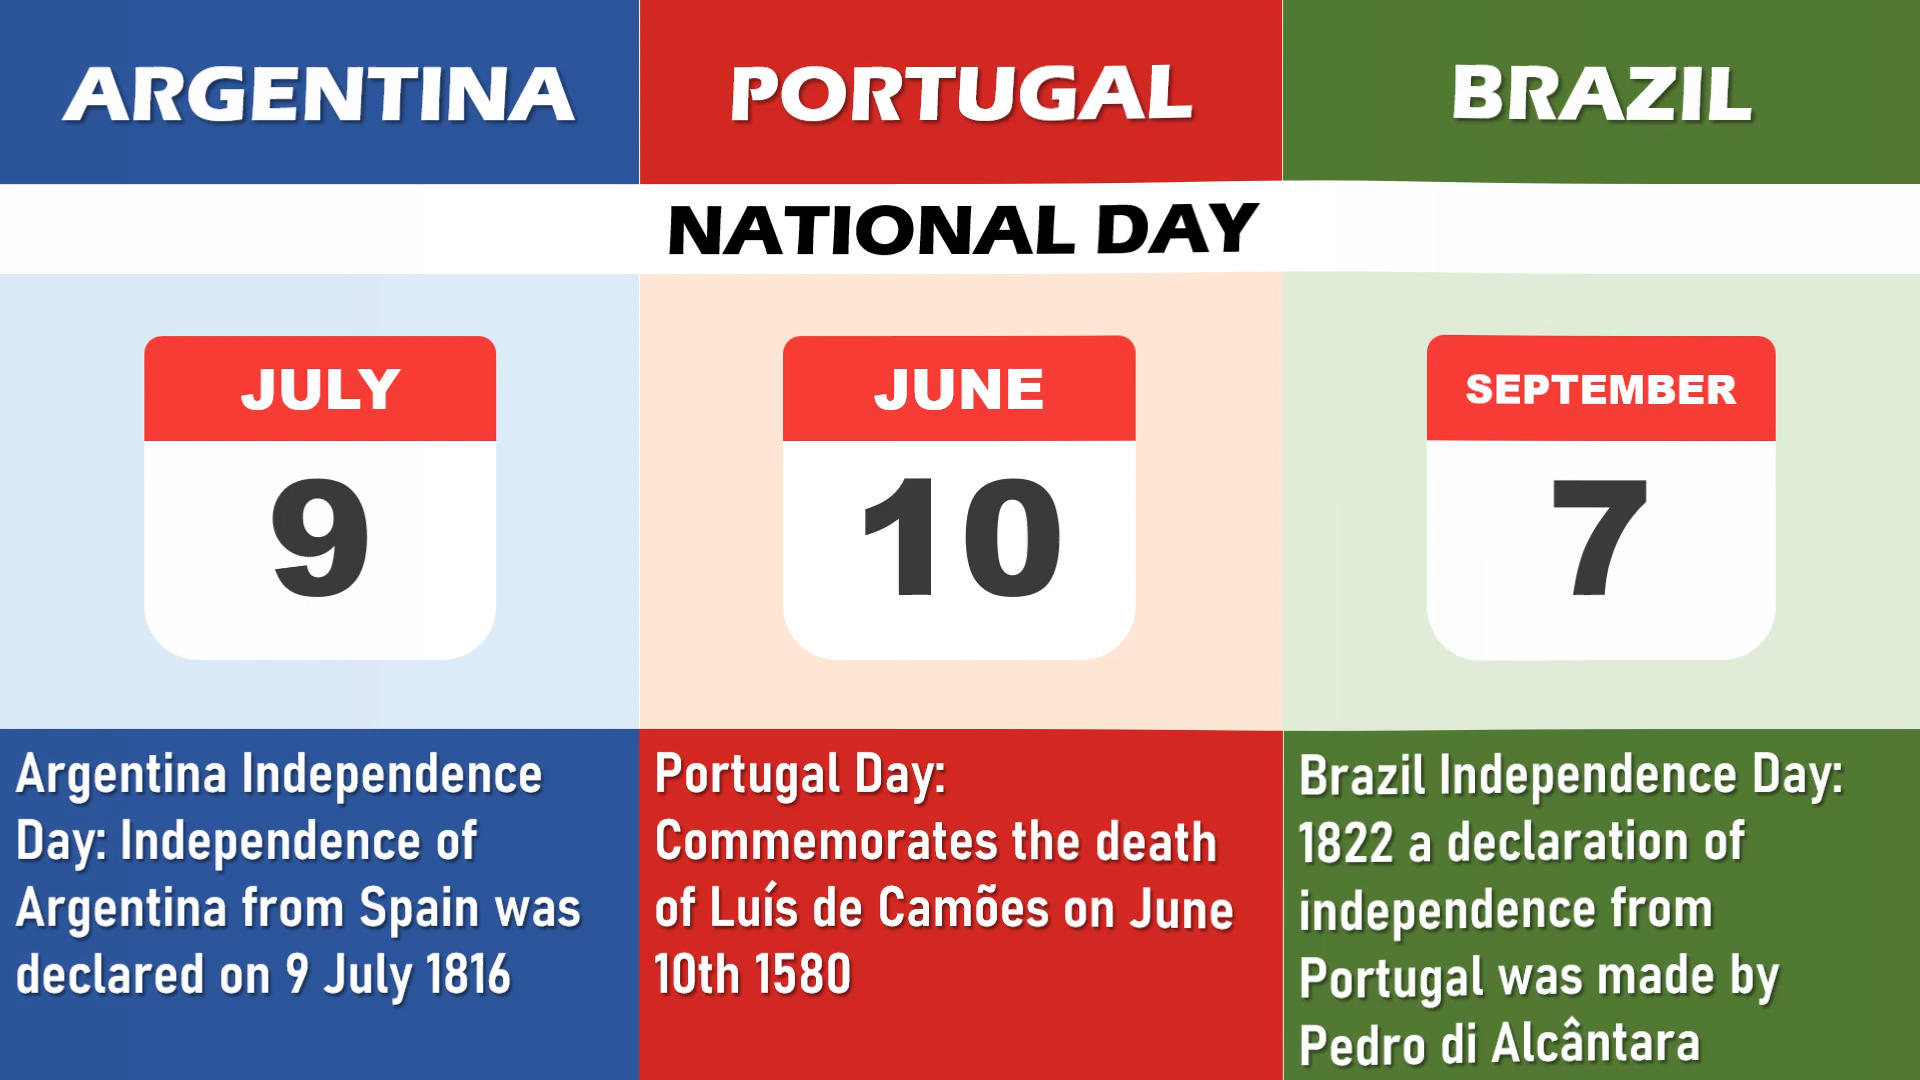 ARGENTINA
PORTUGAL
BRAZIL
NATIONAL DAY
JULY
9
JUNE
10
SEPTEMBER
7
Argentina Independence
Day: Independence of
Argentina from Spain was
declared on 9 July 1816
Portugal Day:
Commemorates the death
of Luís de Camões on June
10th 1580
Brazil Independence Day:
1822 a declaration of
independence from
Portugal was made by
Pedro di Alcântara